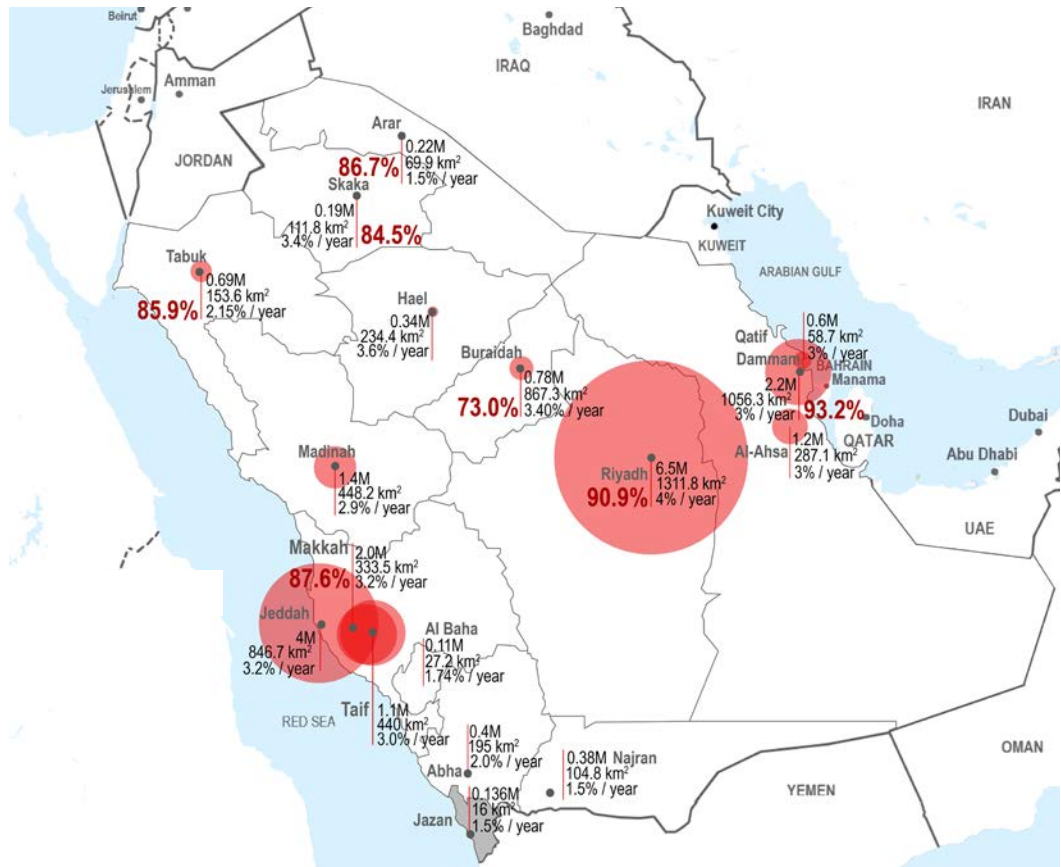 Beirut
Baghdad
IRAQ
IRAN
Amman
Jerusalem
JORDAN
Arar
0.22M
69.9 km²
1.5% / year
86.7%
Skaka
0.19M
111.8 km²
3.4% / year
84.5%
Kuwait City
KUWAIT
ARABIAN GULF
Tabuk
0.69M
153.6 km²
2.15% / year
85.9%
Hael
0.34M
234.4 km²
3.6% / year
Buraidah
0.78M
867.3 km²
3.40% / year
73.0%
0.6M
58.7 km²
3% / year
Qatif
Dammam
BAHRAIN
Manama
2.2M
1056.3 km²
3% / year
93.2%
Doha
QATAR
Dubai
Abu Dhabi
UAE
Al-Ahsa
1.2M
287.1 km²
3% / year
Madinah
1.4M
448.2 km²
2.9% / year
Riyadh
90.9%
6.5M
1311.8 km²
4% / year
Makkah
2.0M
333.5 km²
3.2% / year
87.6%
Jeddah
4M
846.7 km²
3.2% / year
Al Baha
0.11M
27.2 km²
1.74% / year
RED SEA
Taif
1.1M
440 km²
3.0% / year
0.4M
195 km²
2.0% / year
Abha
0.38M
Najran
104.8 km²
1.5% / year
OMAN
YEMEN
0.136M
16 km²
1.5% / year
Jazan